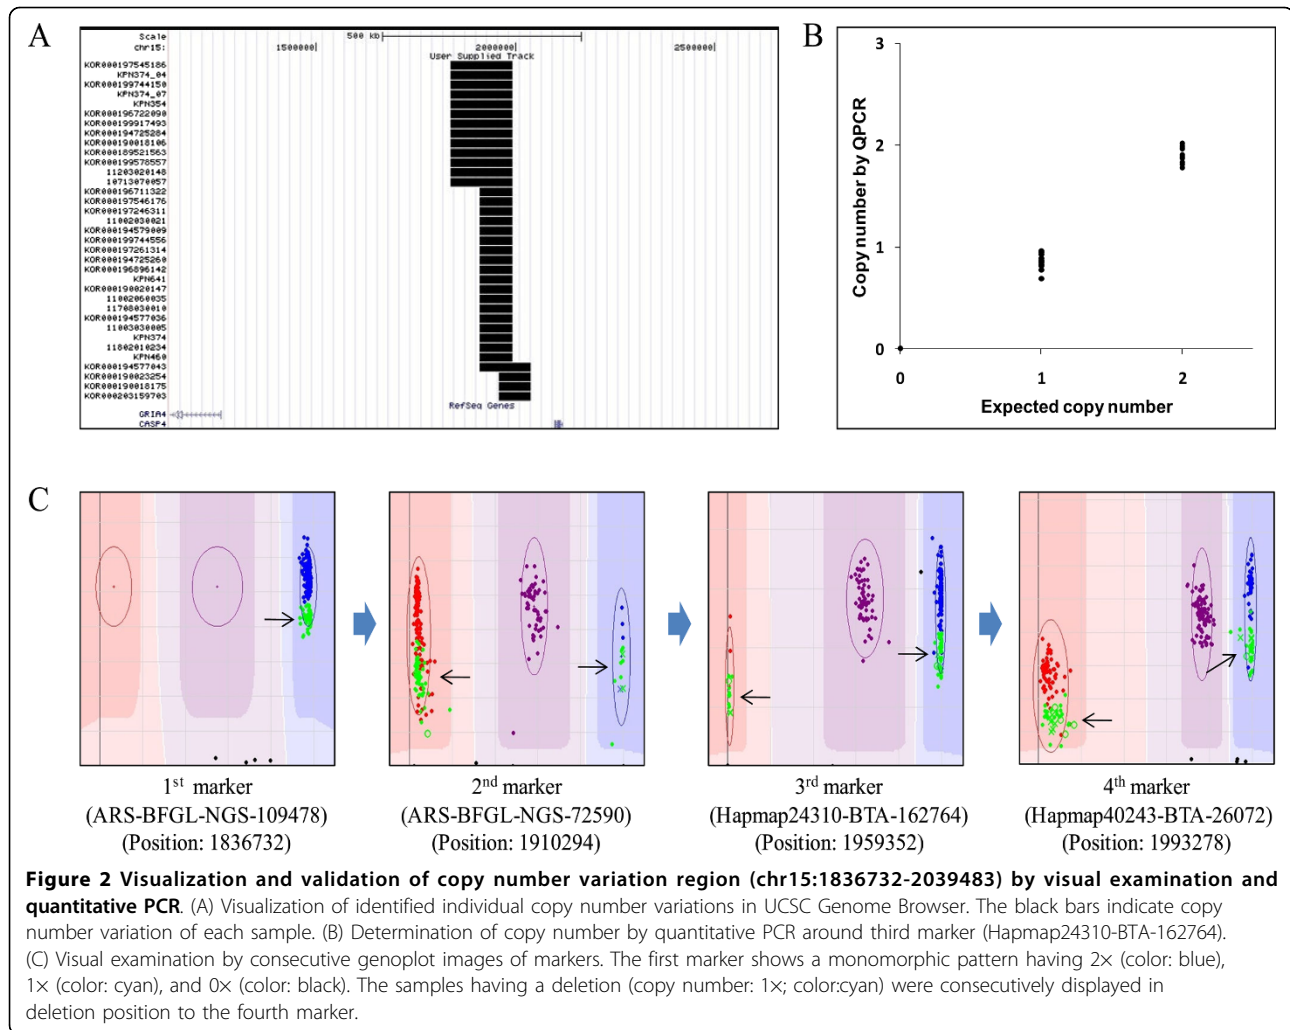 A
Scale
500 kb
chr15:
1500000
2000000
2500000
User Supplied Track
KOR000197545186
KPN374_04
KOR000199744150
KPN374_07
KPN354
KOR000196722090
KOR000199917493
KOR000194725284
KOR000190018106
KOR000189521563
KOR000199578557
11203020148
10713070057
KOR000196711322
KOR000197546176
KOR000197246311
11002030021
KOR000194579009
KOR000199744556
KOR000197261314
KOR000194725260
KOR000196896142
KPN641
KOR000190020147
11002060035
11708030010
KOR000194577036
11003030005
KPN374
11802010234
KPN460
KOR000194577043
KOR000190023254
KOR000190018175
KOR000203159703
RefSeq Genes
GRIA4
CASP4
B
Copy number by QPCR
3
2
1
0
0
1
2
Expected copy number
C
1st marker
(ARS-BFGL-NGS-109478)
(Position: 1836732)
2nd marker
(ARS-BFGL-NGS-72590)
(Position: 1910294)
3rd marker
(Hapmap24310-BTA-162764)
(Position: 1959352)
4th marker
(Hapmap40243-BTA-26072)
(Position: 1993278)
Figure 2 Visualization and validation of copy number variation region (chr15:1836732-2039483) by visual examination and
quantitative PCR. (A) Visualization of identified individual copy number variations in UCSC Genome Browser. The black bars indicate copy
number variation of each sample. (B) Determination of copy number by quantitative PCR around third marker (Hapmap24310-BTA-162764).
(C) Visual examination by consecutive genoplot images of markers. The first marker shows a monomorphic pattern having 2× (color: blue),
1× (color: cyan), and 0× (color: black). The samples having a deletion (copy number: 1×; color:cyan) were consecutively displayed in
deletion position to the fourth marker.